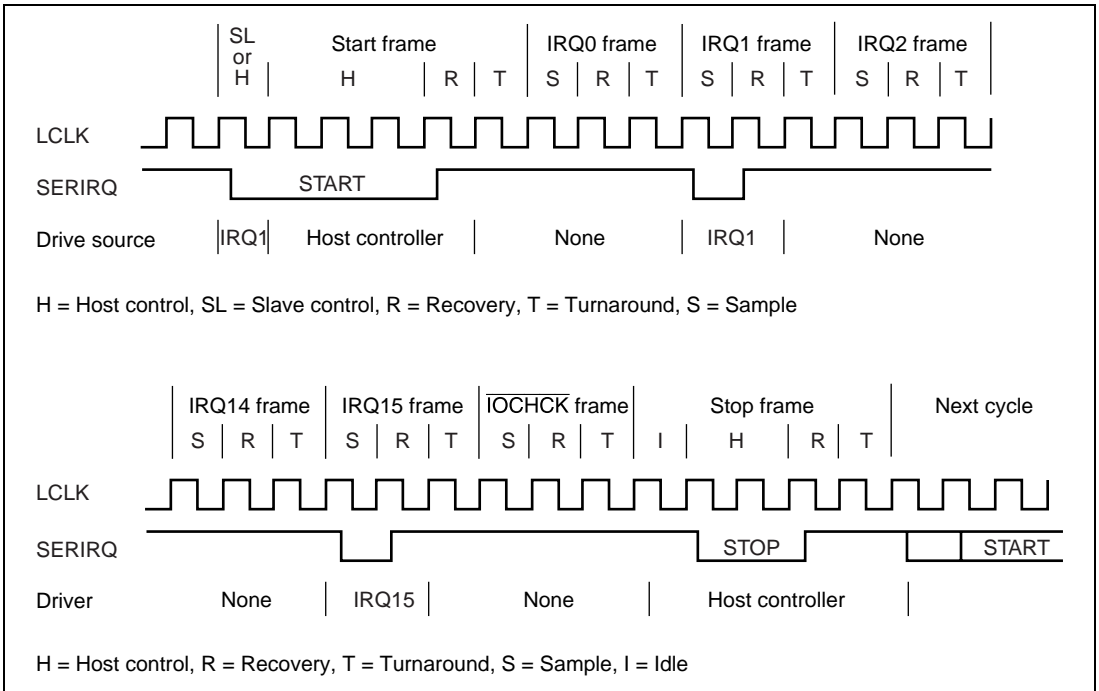 SL or H
Start frame IRQ0 frame IRQ1 frame IRQ2 frame
H R T S R T S R T S R T
LCLK
SERIRQ START
Drive source IRQ1 Host controller None IRQ1 None
H = Host control, SL = Slave control, R = Recovery, T = Turnaround, S = Sample
IRQ14 frame IRQ15 frame IOCHCK frame Stop frame Next cycle
S R T S R T S R T I H R T
LCLK
SERIRQ STOP START
Driver None IRQ15 None Host controller
H = Host control, R = Recovery, T = Turnaround, S = Sample, I = Idle